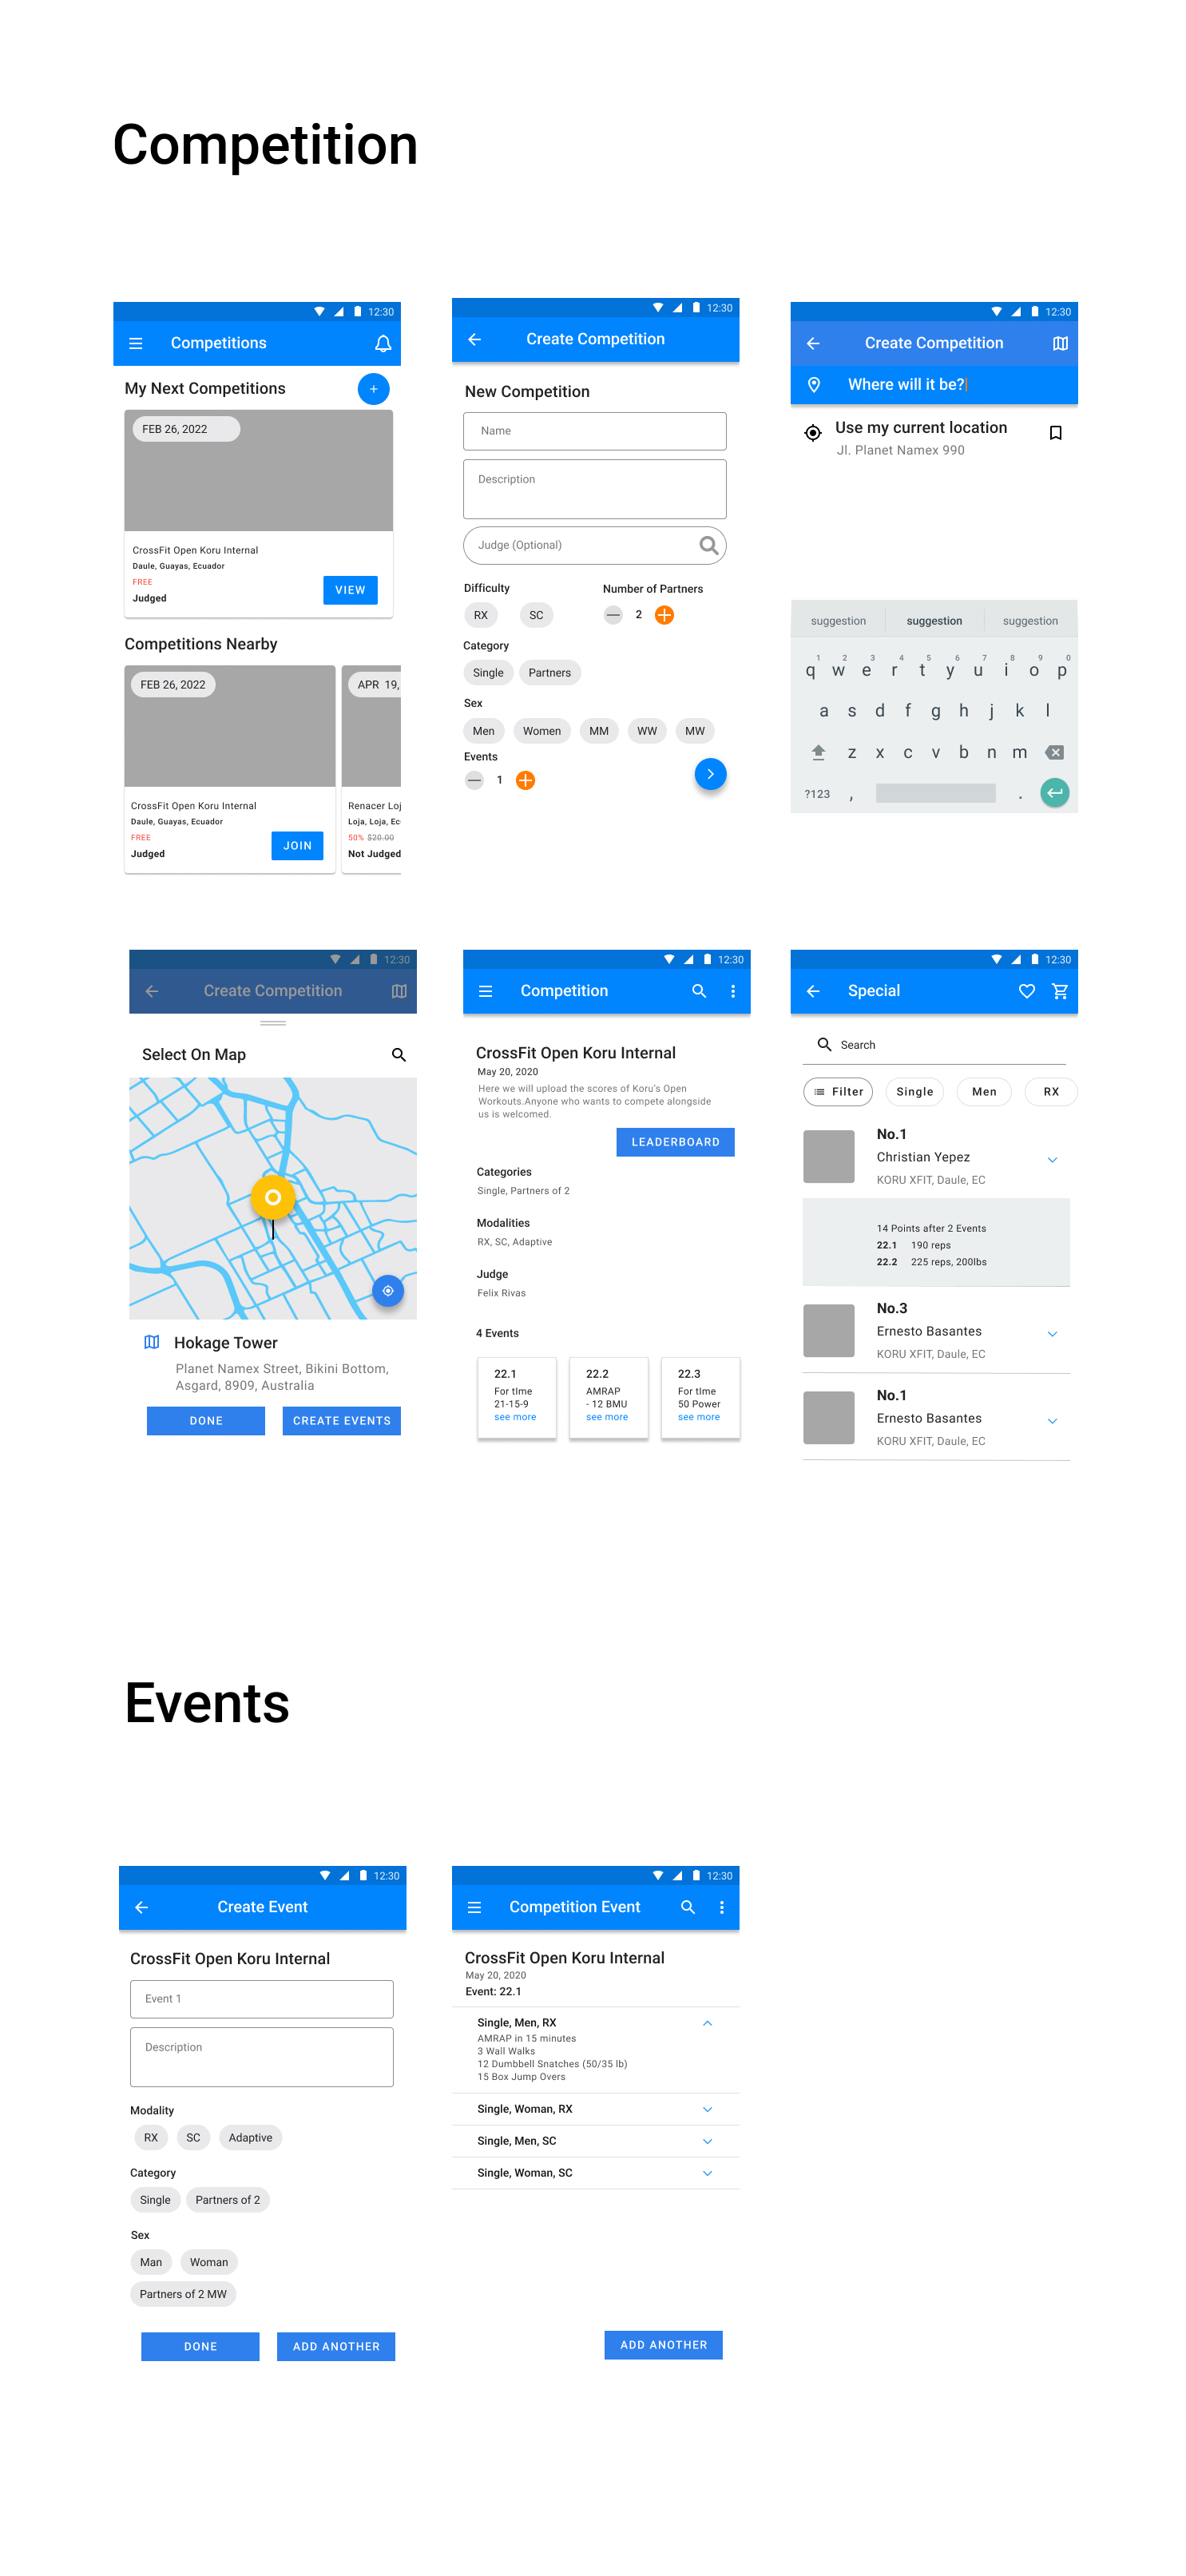 Competition
12:30
Competitions
My Next Competitions
+
FEB 26, 2022
CrossFit Open Koru Internal
Daule, Guayas, Ecuador
FREE
Judged
VIEW
Competitions Nearby
FEB 26, 2022
CrossFit Open Koru Internal
Daule, Guayas, Ecuador
FREE
Judged
JOIN
APR 19,
Renacer Loj
Loja, Loja, Ec
50% $20.00
Not Judged
12:30
Create Competition
New Competition
Name
Description
Judge (Optional)
Difficulty
RX SC
Number of Partners
2
Category
Single Partners
Sex
Men Women MM WW MW
Events
1
12:30
Create Competition
Where will it be?
Use my current location
Jl. Planet Namex 990
suggestion suggestion suggestion
1 2 3 4 5 6 7 8 9 0
q w e r t y u i o p
a s d f g h j k l
z x c v b n m
?123 , .
12:30
Create Competition
Select On Map
Hokage Tower
Planet Namex Street, Bikini Bottom,
Asgard, 8909, Australia
DONE CREATE EVENTS
12:30
Competition
CrossFit Open Koru Internal
May 20, 2020
Here we will upload the scores of Koru's Open
Workouts.Anyone who wants to compete alongside
us is welcomed.
LEADERBOARD
Categories
Single, Partners of 2
Modalities
RX, SC, Adaptive
Judge
Felix Rivas
4 Events
22.1
For tIme
21-15-9
see more
22.2
AMRAP
- 12 BMU
see more
22.3
For tIme
50 Power
see more
12:30
Special
Search
Filter Single Men RX
No.1
Christian Yepez
KORU XFIT, Daule, EC
14 Points after 2 Events
22.1 190 reps
22.2 225 reps, 200lbs
No.3
Ernesto Basantes
KORU XFIT, Daule, EC
No.1
Ernesto Basantes
KORU XFIT, Daule, EC
Events
12:30
Create Event
CrossFit Open Koru Internal
Event 1
Description
Modality
RX SC Adaptive
Category
Single Partners of 2
Sex
Man Woman
Partners of 2 MW
DONE ADD ANOTHER
12:30
Competition Event
CrossFit Open Koru Internal
May 20, 2020
Event: 22.1
Single, Men, RX
AMRAP in 15 minutes
3 Wall Walks
12 Dumbbell Snatches (50/35 lb)
15 Box Jump Overs
Single, Woman, RX
Single, Men, SC
Single, Woman, SC
ADD ANOTHER